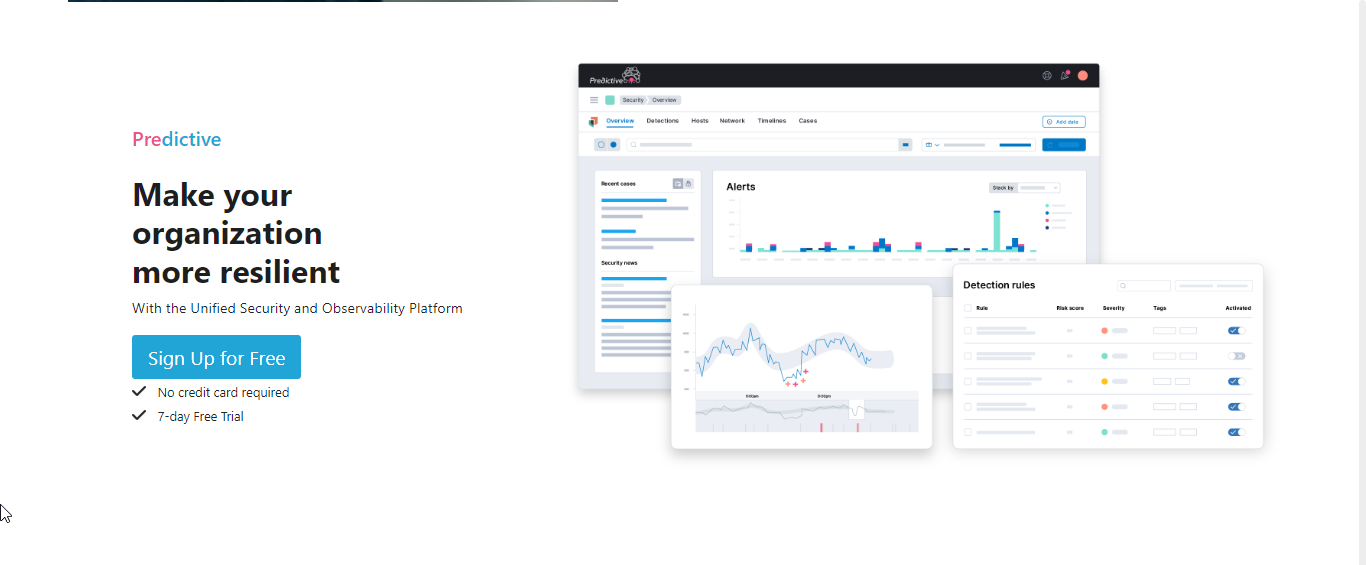 Predictive
Make your
organization
more resilient
With the Unified Security and Observability Platform
Sign Up for Free
No credit card required
7-day Free Trial
Predictive
Security Overview
Overview Detections Hosts Network Timelines Cases
Add data
Recent cases
Security news
Alerts
Stack by
Detection rules
Rule Risk score Severity Tags Activated